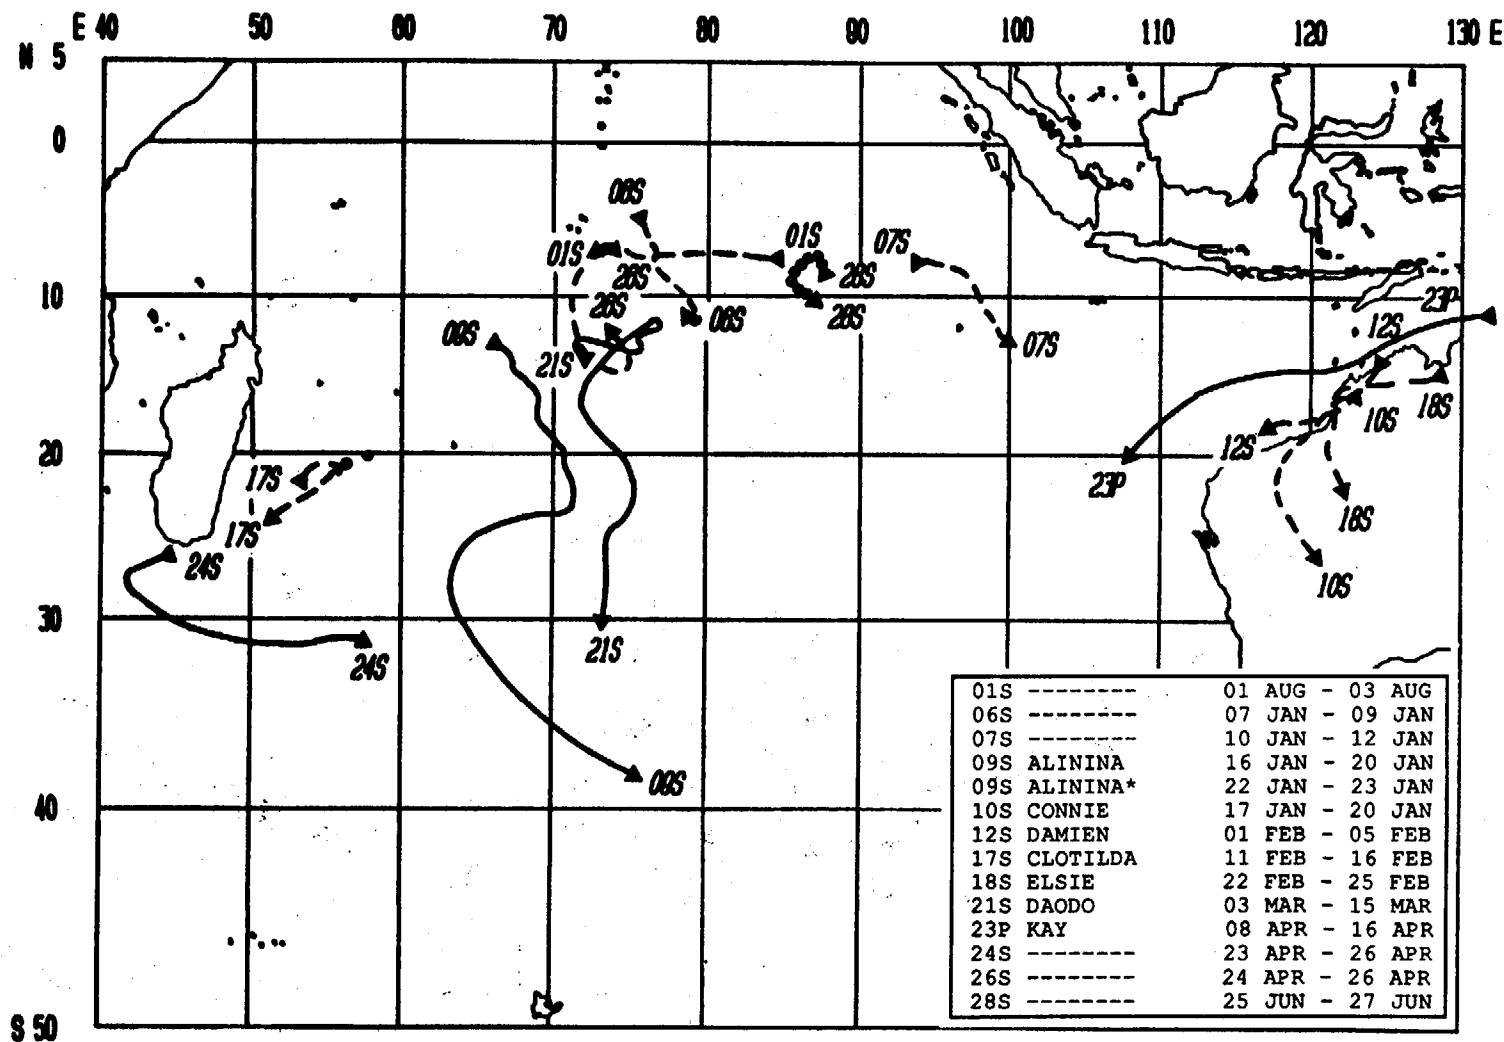 E 40 50 60 70 80 90 100 110 120 130 E
N 5
0
06S
01S
01S
07S
26S
26S
10
26S
28S
06S
23P
09S
12S
07S
21S
18S
10S
20
12S
17S
23P
17S
18S
24S
10S
30
21S
24S
01S -------- 01 AUG - 03 AUG
06S -------- 07 JAN - 09 JAN
07S -------- 10 JAN - 12 JAN
09S ALININA 16 JAN - 20 JAN
09S ALININA* 22 JAN - 23 JAN
10S CONNIE 17 JAN - 20 JAN
12S DAMIEN 01 FEB - 05 FEB
17S CLOTILDA 11 FEB - 16 FEB
18S ELSIE 22 FEB - 25 FEB
21S DAODO 03 MAR - 15 MAR
23P KAY 08 APR - 16 APR
24S -------- 23 APR - 26 APR
26S -------- 24 APR - 26 APR
28S -------- 25 JUN - 27 JUN
09S
40
S 50